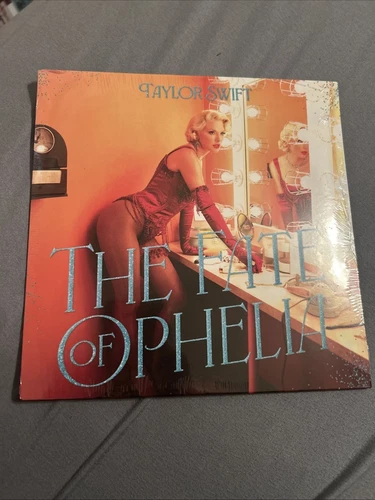 TAYLOR SWIFT
THE FATE
OF OPHELIA